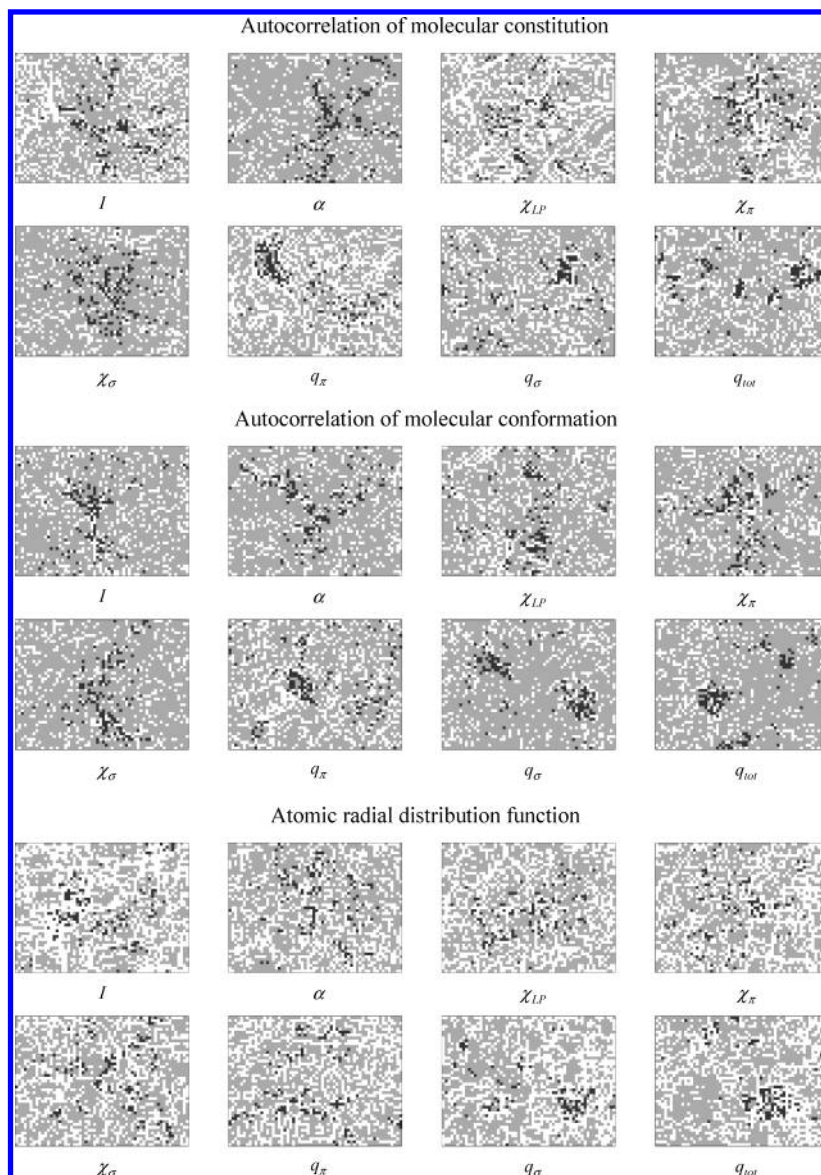 Autocorrelation of molecular constitution
I α χLP χπ
χσ qπ qσ qtot
Autocorrelation of molecular conformation
I α χLP χπ
χσ qπ qσ qtot
Atomic radial distribution function
I α χLP χπ
χσ qπ qσ qtot